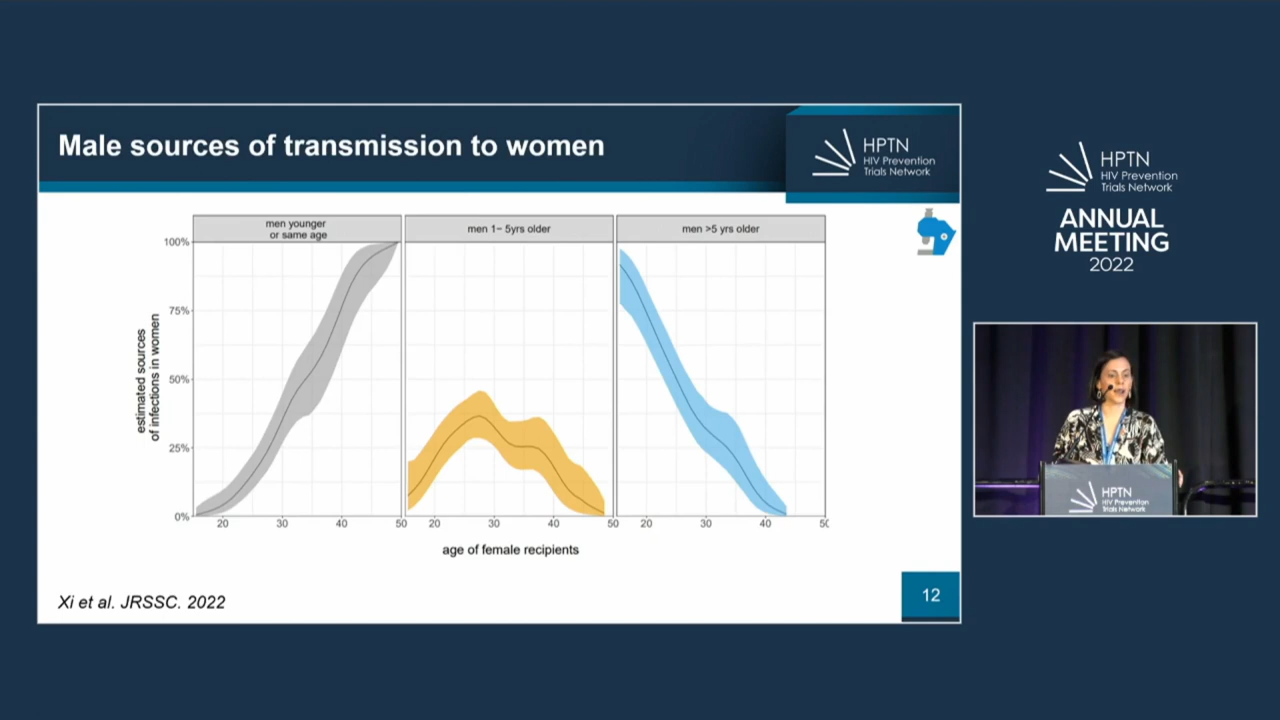 Male sources of transmission to women
HPTN
HIV Prevention
Trials Network
men younger
or same age
men 1− 5yrs older
men >5 yrs older
100%
75%
50%
25%
0%
estimated sources
of infections in women
20 30 40 50
20 30 40 50
20 30 40 50
age of female recipients
Xi et al. JRSSC. 2022
12
HPTN
HIV Prevention
Trials Network
ANNUAL
MEETING
2022
HPTN
HIV Prevention
Trials Network